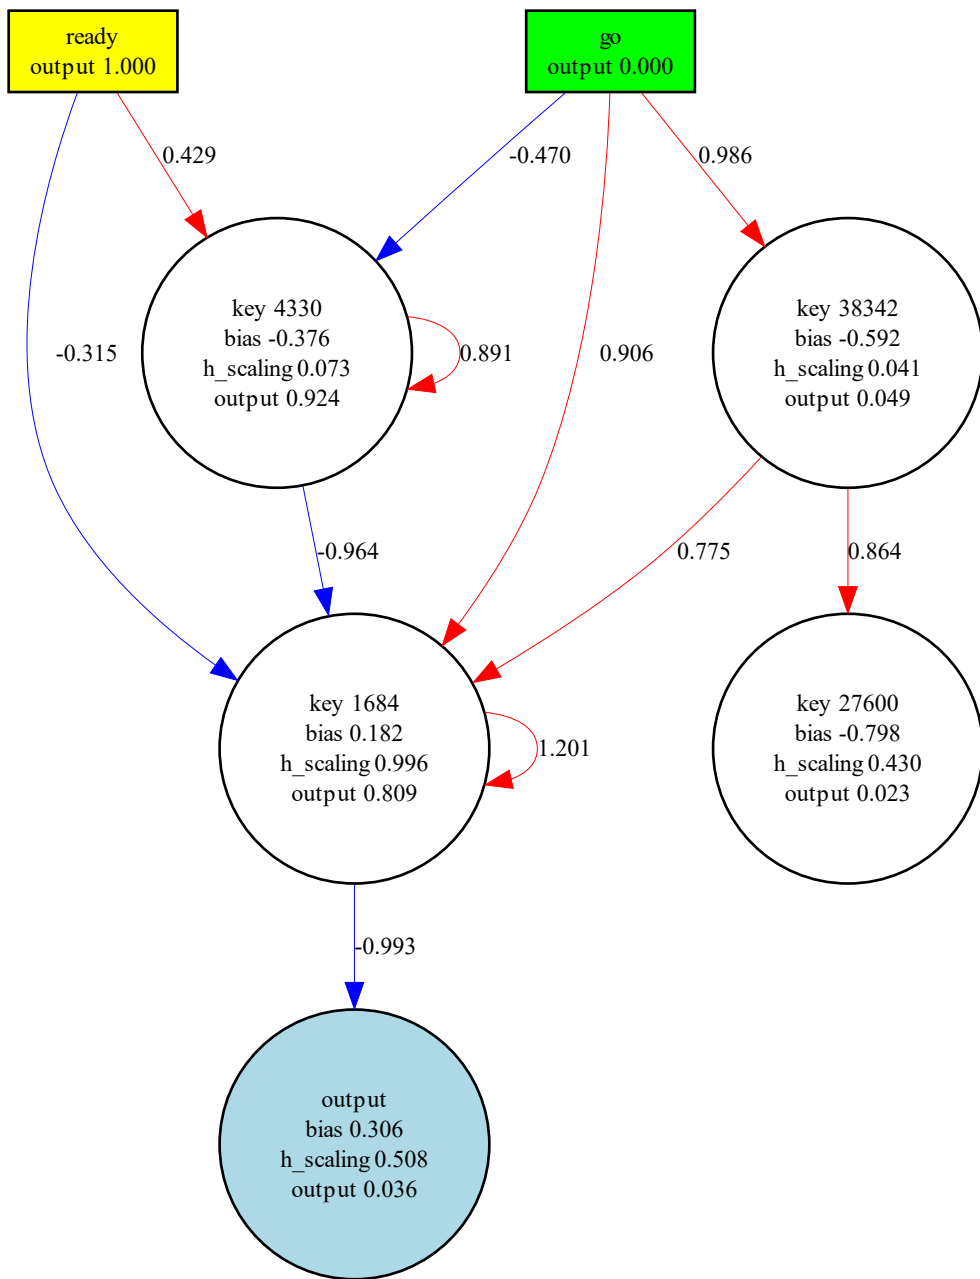 ready
output 1.000
go
output 0.000
0.429
-0.470
0.986
key 4330
bias -0.376
h_scaling 0.073
output 0.924
key 38342
bias -0.592
h_scaling 0.041
output 0.049
-0.315
0.891
0.906
-0.964
0.775
0.864
key 1684
bias 0.182
h_scaling 0.996
output 0.809
1.201
key 27600
bias -0.798
h_scaling 0.430
output 0.023
-0.993
output
bias 0.306
h_scaling 0.508
output 0.036